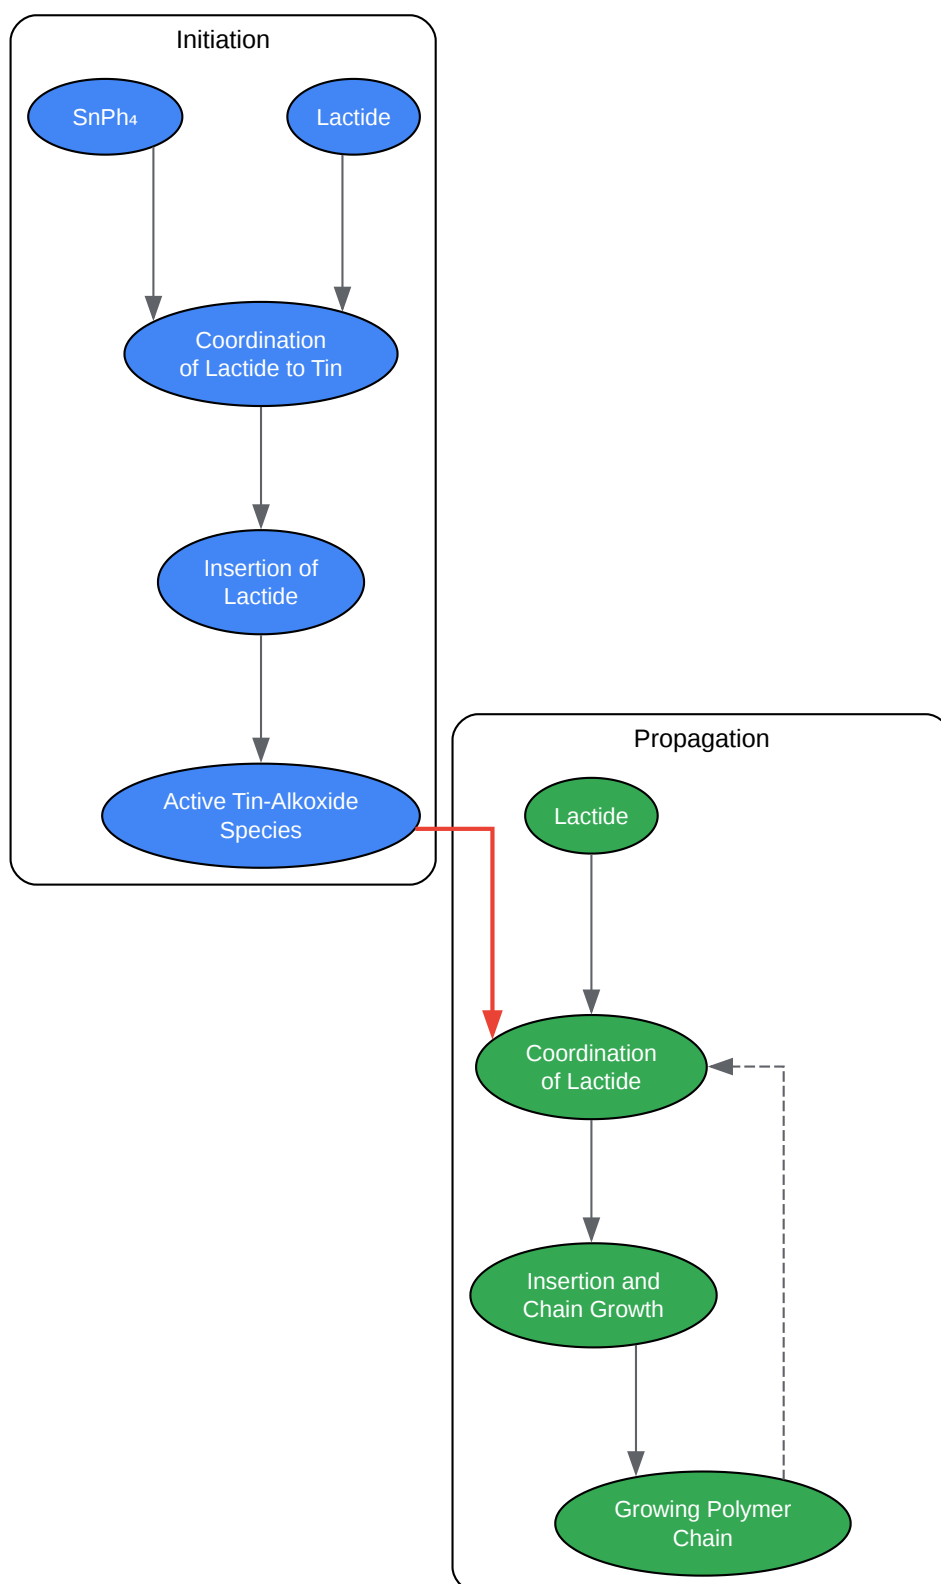 Initiation
SnPh₄
Lactide
Coordination
of Lactide to Tin
Insertion of
Lactide
Active Tin-Alkoxide
Species
Propagation
Lactide
Coordination
of Lactide
Insertion and
Chain Growth
Growing Polymer
Chain